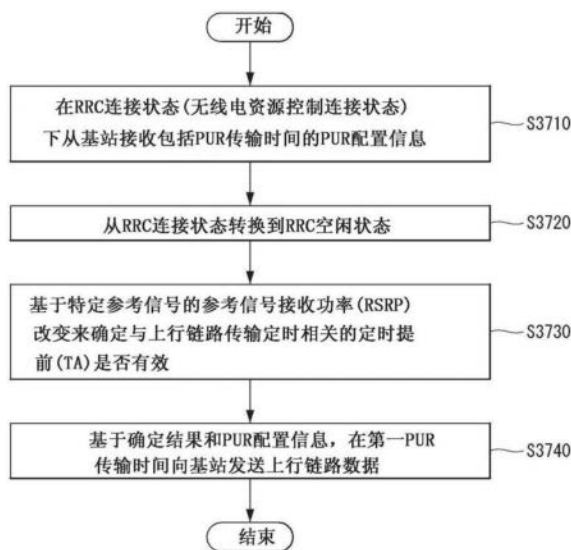 开始
在RRC连接状态(无线电资源控制连接状态)
下从基站接收包括PUR传输时间的PUR配置信息
S3710
从RRC连接状态转换到RRC空闲状态
S3720
基于特定参考信号的参考信号接收功率(RSRP)
改变来确定与上行链路传输定时相关的定时提
前(TA)是否有效
S3730
基于确定结果和PUR配置信息，在第一PUR
传输时间向基站发送上行链路数据
S3740
结束